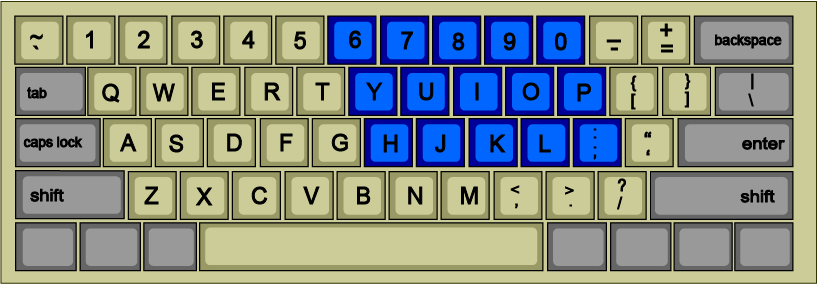 ~ ` 1 2 3 4 5 6 7 8 9 0 - _ + = backspace
tab Q W E R T Y U I O P { [ } ] | \
caps lock A S D F G H J K L : ; “ ‘ enter
shift Z X C V B N M < , > . ? / shift